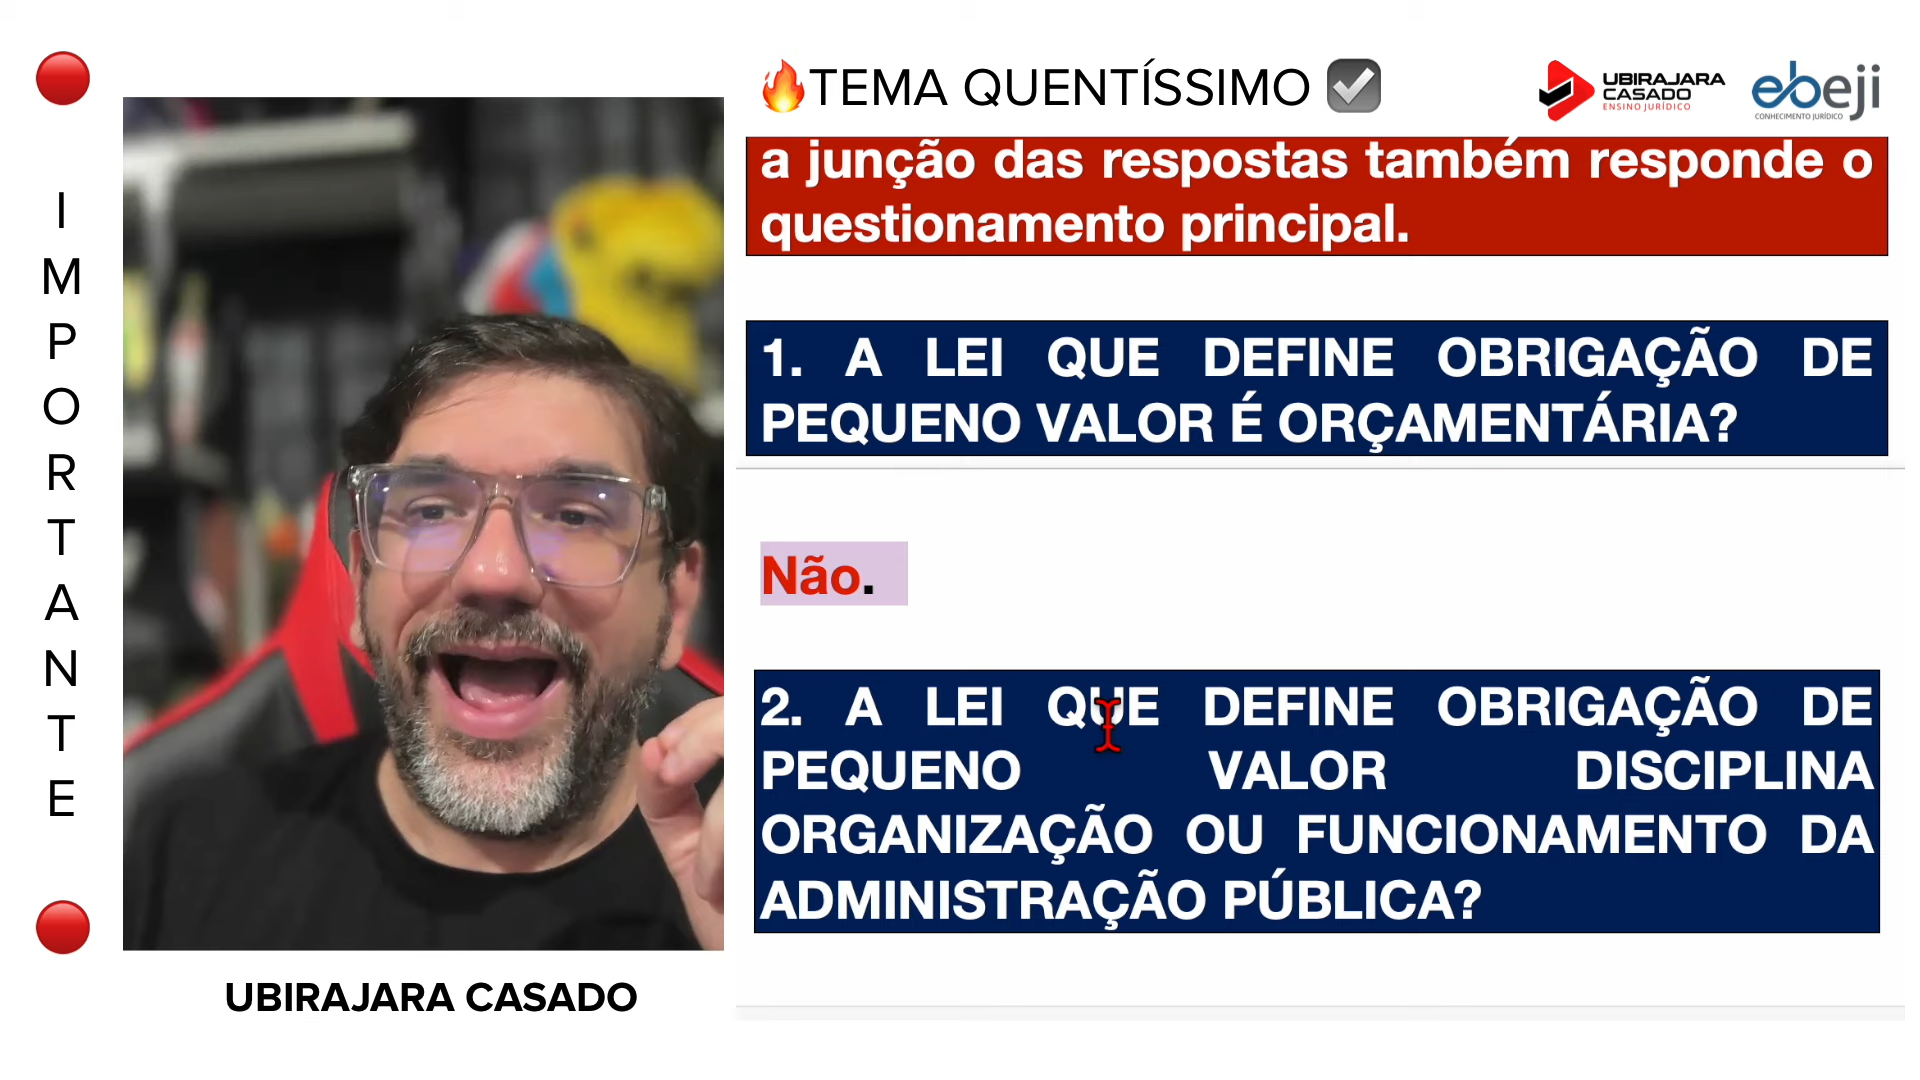 🔥TEMA QUENTÍSSIMO ☑
UBIRAJARA
CASADO
ENSINO JURÍDICO
ebeji
CONHECIMENTO JURÍDICO
IMPORTANTE
a junção das respostas também responde o
questionamento principal.
1. A LEI QUE DEFINE OBRIGAÇÃO DE
PEQUENO VALOR É ORÇAMENTÁRIA?
Não.
2. A LEI QUE DEFINE OBRIGAÇÃO DE
PEQUENO VALOR DISCIPLINA
ORGANIZAÇÃO OU FUNCIONAMENTO DA
ADMINISTRAÇÃO PÚBLICA?
UBIRAJARA CASADO